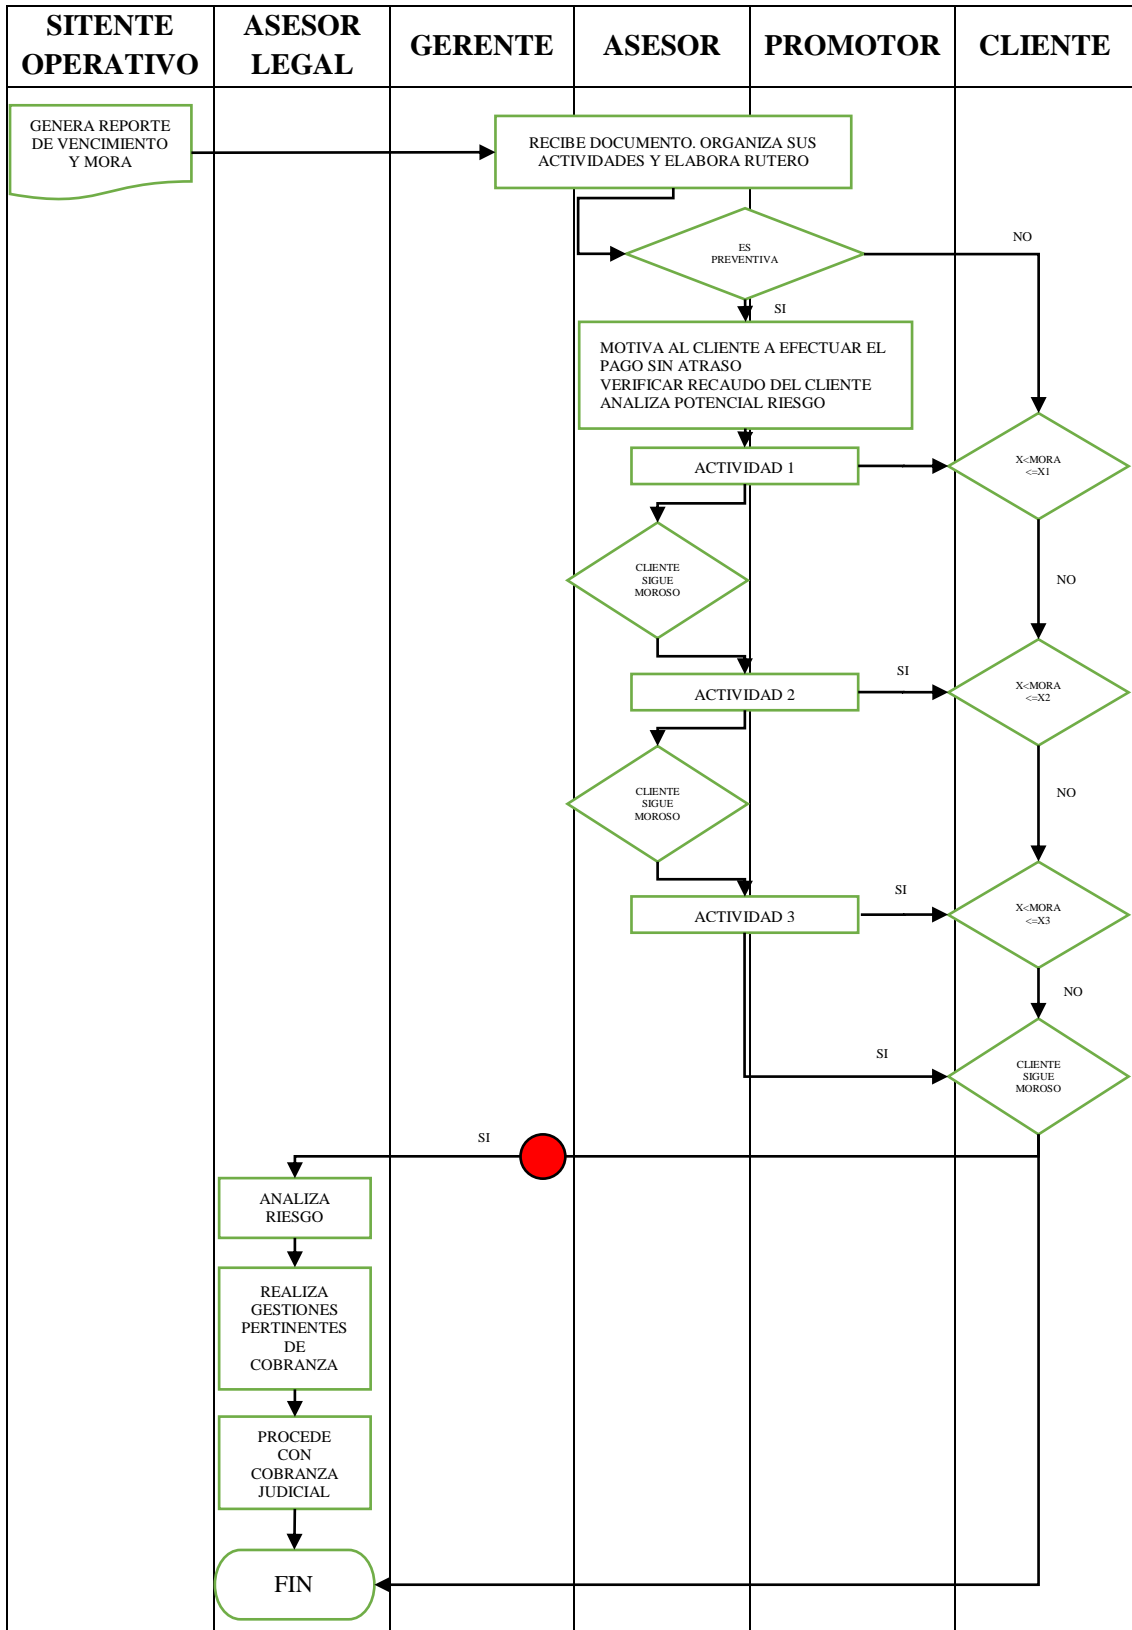 SITENTE
OPERATIVO
ASESOR
LEGAL
GERENTE
ASESOR
PROMOTOR
CLIENTE
GENERA REPORTE
DE VENCIMIENTO
Y MORA
RECIBE DOCUMENTO. ORGANIZA SUS
ACTIVIDADES Y ELABORA RUTERO
ES
PREVENTIVA
NO
SI
MOTIVA AL CLIENTE A EFECTUAR EL
PAGO SIN ATRASO
VERIFICAR RECAUDO DEL CLIENTE
ANALIZA POTENCIAL RIESGO
ACTIVIDAD 1
X<MORA
<=X1
CLIENTE
SIGUE
MOROSO
NO
ACTIVIDAD 2
SI
X<MORA
<=X2
CLIENTE
SIGUE
MOROSO
NO
ACTIVIDAD 3
SI
X<MORA
<=X3
NO
SI
CLIENTE
SIGUE
MOROSO
SI
ANALIZA
RIESGO
REALIZA
GESTIONES
PERTINENTES
DE
COBRANZA
PROCEDE
CON
COBRANZA
JUDICIAL
FIN